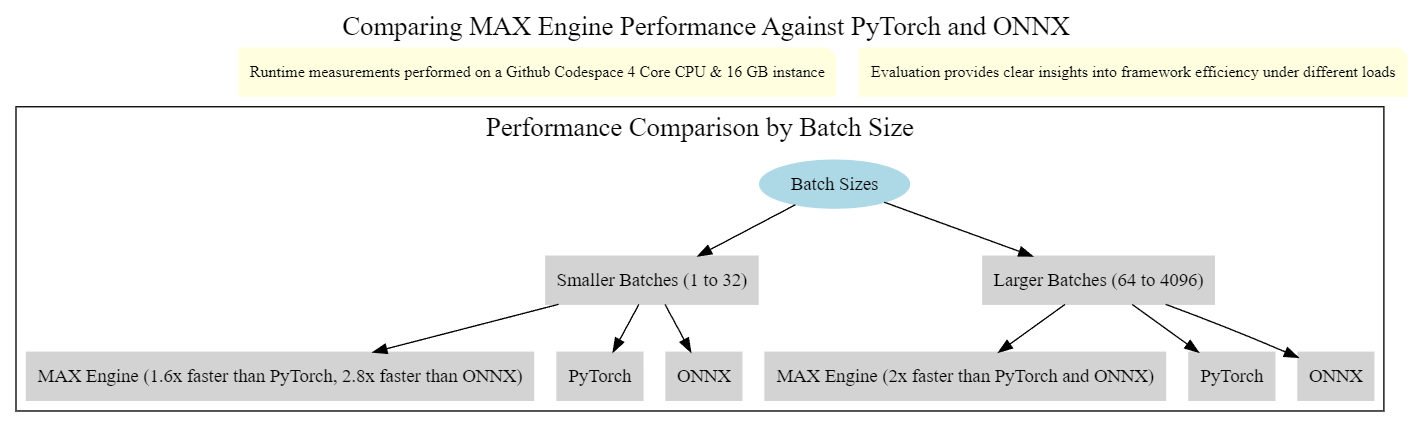 Comparing MAX Engine Performance Against PyTorch and ONNX
Runtime measurements performed on a Github Codespace 4 Core CPU & 16 GB instance
Evaluation provides clear insights into framework efficiency under different loads
Performance Comparison by Batch Size
Batch Sizes
Smaller Batches (1 to 32)
Larger Batches (64 to 4096)
MAX Engine (1.6x faster than PyTorch, 2.8x faster than ONNX)
PyTorch
ONNX
MAX Engine (2x faster than PyTorch and ONNX)
PyTorch
ONNX